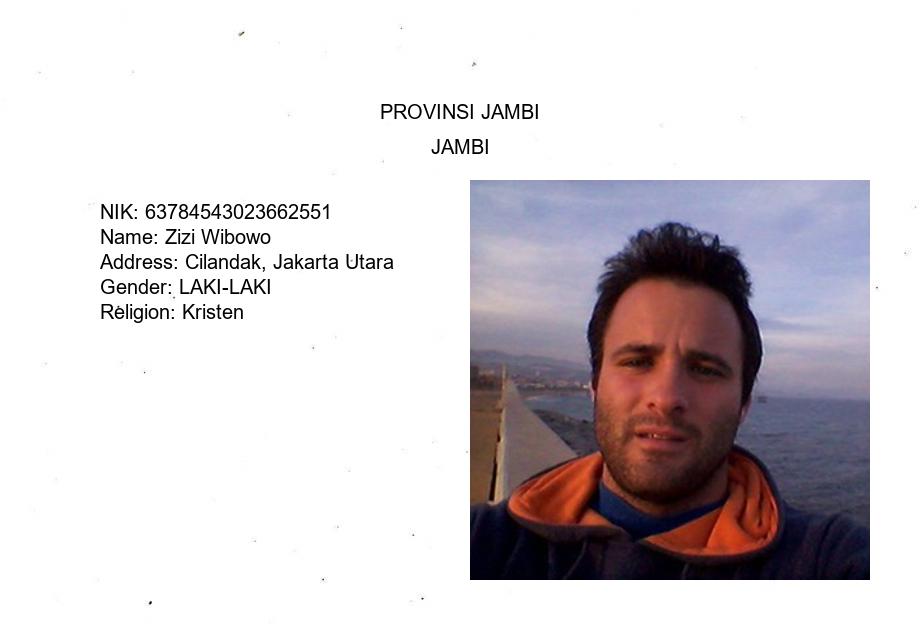 PROVINSI JAMBI
JAMBI
NIK: 63784543023662551
Name: Zizi Wibowo
Address: Cilandak, Jakarta Utara
Gender: LAKI-LAKI
Religion: Kristen